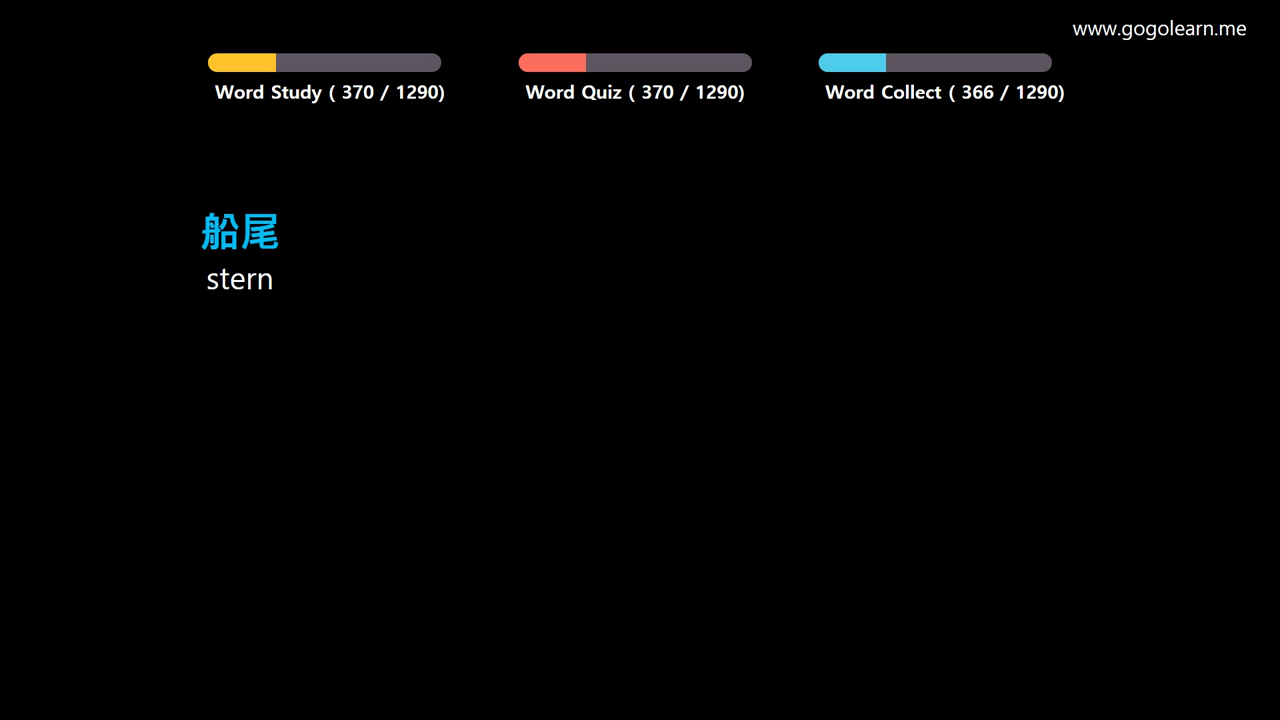 www.gogolearn.me
Word Study ( 370 / 1290)
Word Quiz ( 370 / 1290)
Word Collect ( 366 / 1290)
船尾
stern